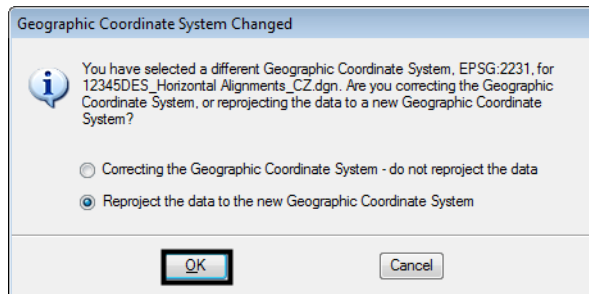 Geographic Coordinate System Changed
You have selected a different Geographic Coordinate System, EPSG:2231, for
12345DES_Horizontal Alignments_CZ.dgn. Are you correcting the Geographic
Coordinate System, or reprojecting the data to a new Geographic Coordinate
System?
Correcting the Geographic Coordinate System - do not reproject the data
Reproject the data to the new Geographic Coordinate System
OK
Cancel